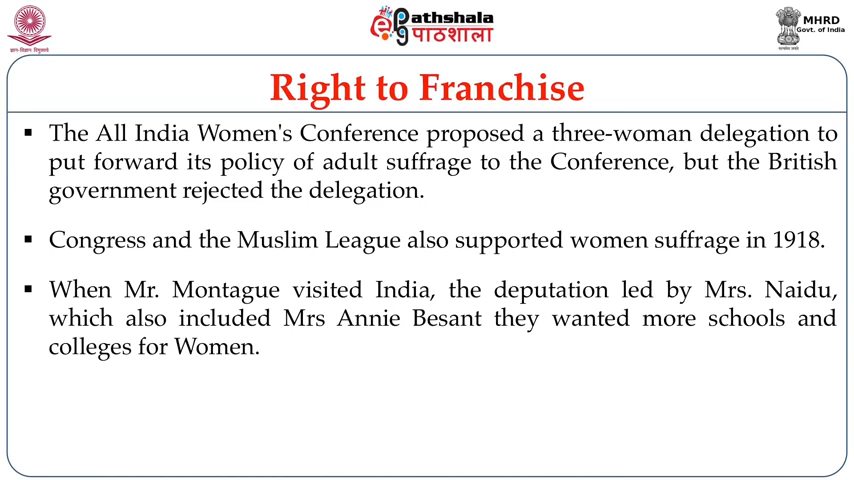 ePathshala
पाठशाला
MHRD
Govt. of India
Right to Franchise
▪ The All India Women's Conference proposed a three-woman delegation to
put forward its policy of adult suffrage to the Conference, but the British
government rejected the delegation.
▪ Congress and the Muslim League also supported women suffrage in 1918.
▪ When Mr. Montague visited India, the deputation led by Mrs. Naidu,
which also included Mrs Annie Besant they wanted more schools and
colleges for Women.